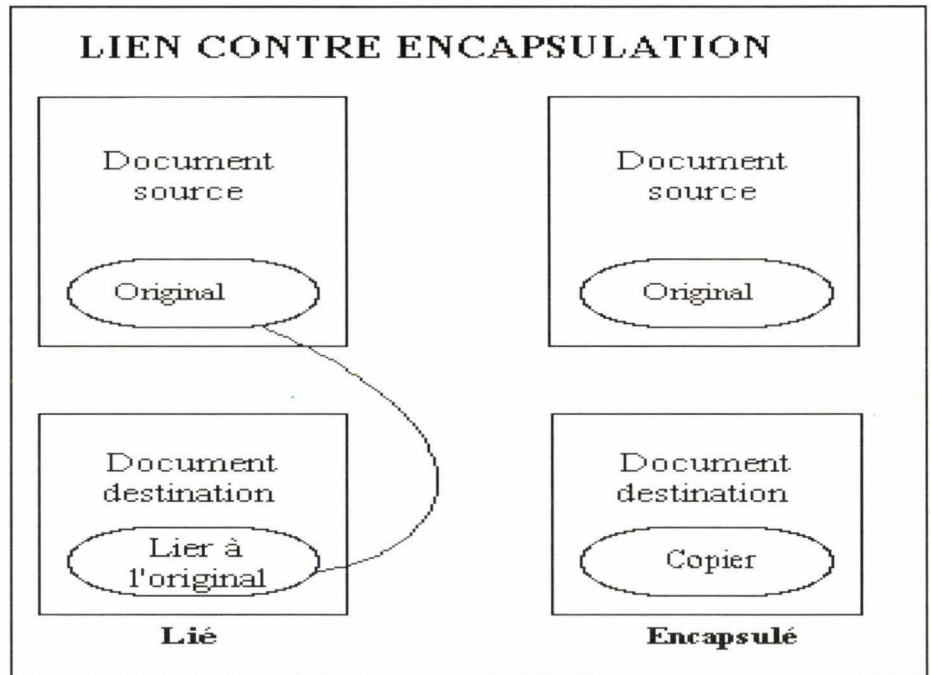 LIEN CONTRE ENCAPSULATION
Document
source
Original
Document
source
Original
Document
destination
Lier à
l'original
Lié
Document
destination
Copier
Encapsulé